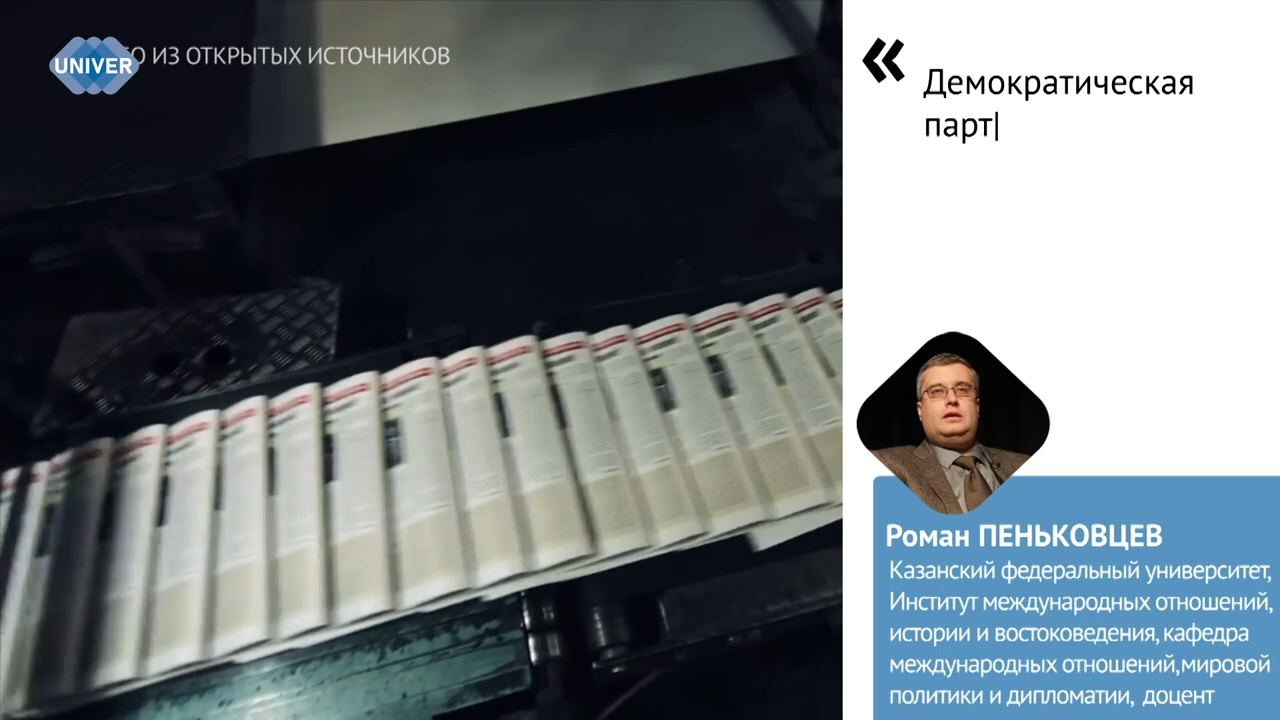 UNIVER
ИЗ ОТКРЫТЫХ ИСТОЧНИКОВ
«
Демократическая
парт|
Роман ПЕНЬКОВЦЕВ
Казанский федеральный университет,
Институт международных отношений,
истории и востоковедения, кафедра
международных отношений,мировой
политики и дипломатии, доцент